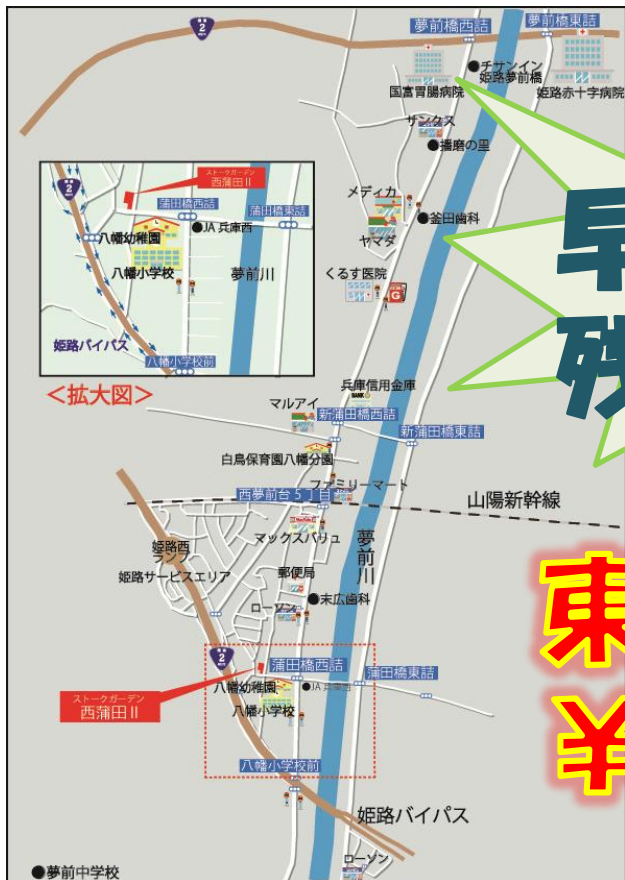 2
夢前橋西詰
夢前橋東詰
国富胃腸病院
●チサンイン
姫路夢前橋
姫路赤十字病院
サンクス
●播磨の里
メディカ
●釜田歯科
ヤマダ
くるす医院
G
2
ストークガーデン
西蒲田Ⅱ
蒲田橋西詰
蒲田橋東詰
●JA 兵庫西
八幡幼稚園
八幡小学校
夢前川
姫路バイパス
八幡小学校前
<拡大図>
早
残
兵庫信用金庫
BANK
マルアイ
新蒲田橋西詰
新蒲田橋東詰
白鳥保育園八幡分園
ファミリーマート
西夢前台5丁目
山陽新幹線
マックスバリュ
夢前川
姫路西
ランプ
姫路サービスエリア
郵便局
●末広歯科
ローソン
東
2
蒲田橋西詰
蒲田橋東詰
八幡幼稚園
●JA 兵庫西
ストークガーデン
西蒲田Ⅱ
八幡小学校
¥
八幡小学校前
姫路バイパス
ローソン
●夢前中学校